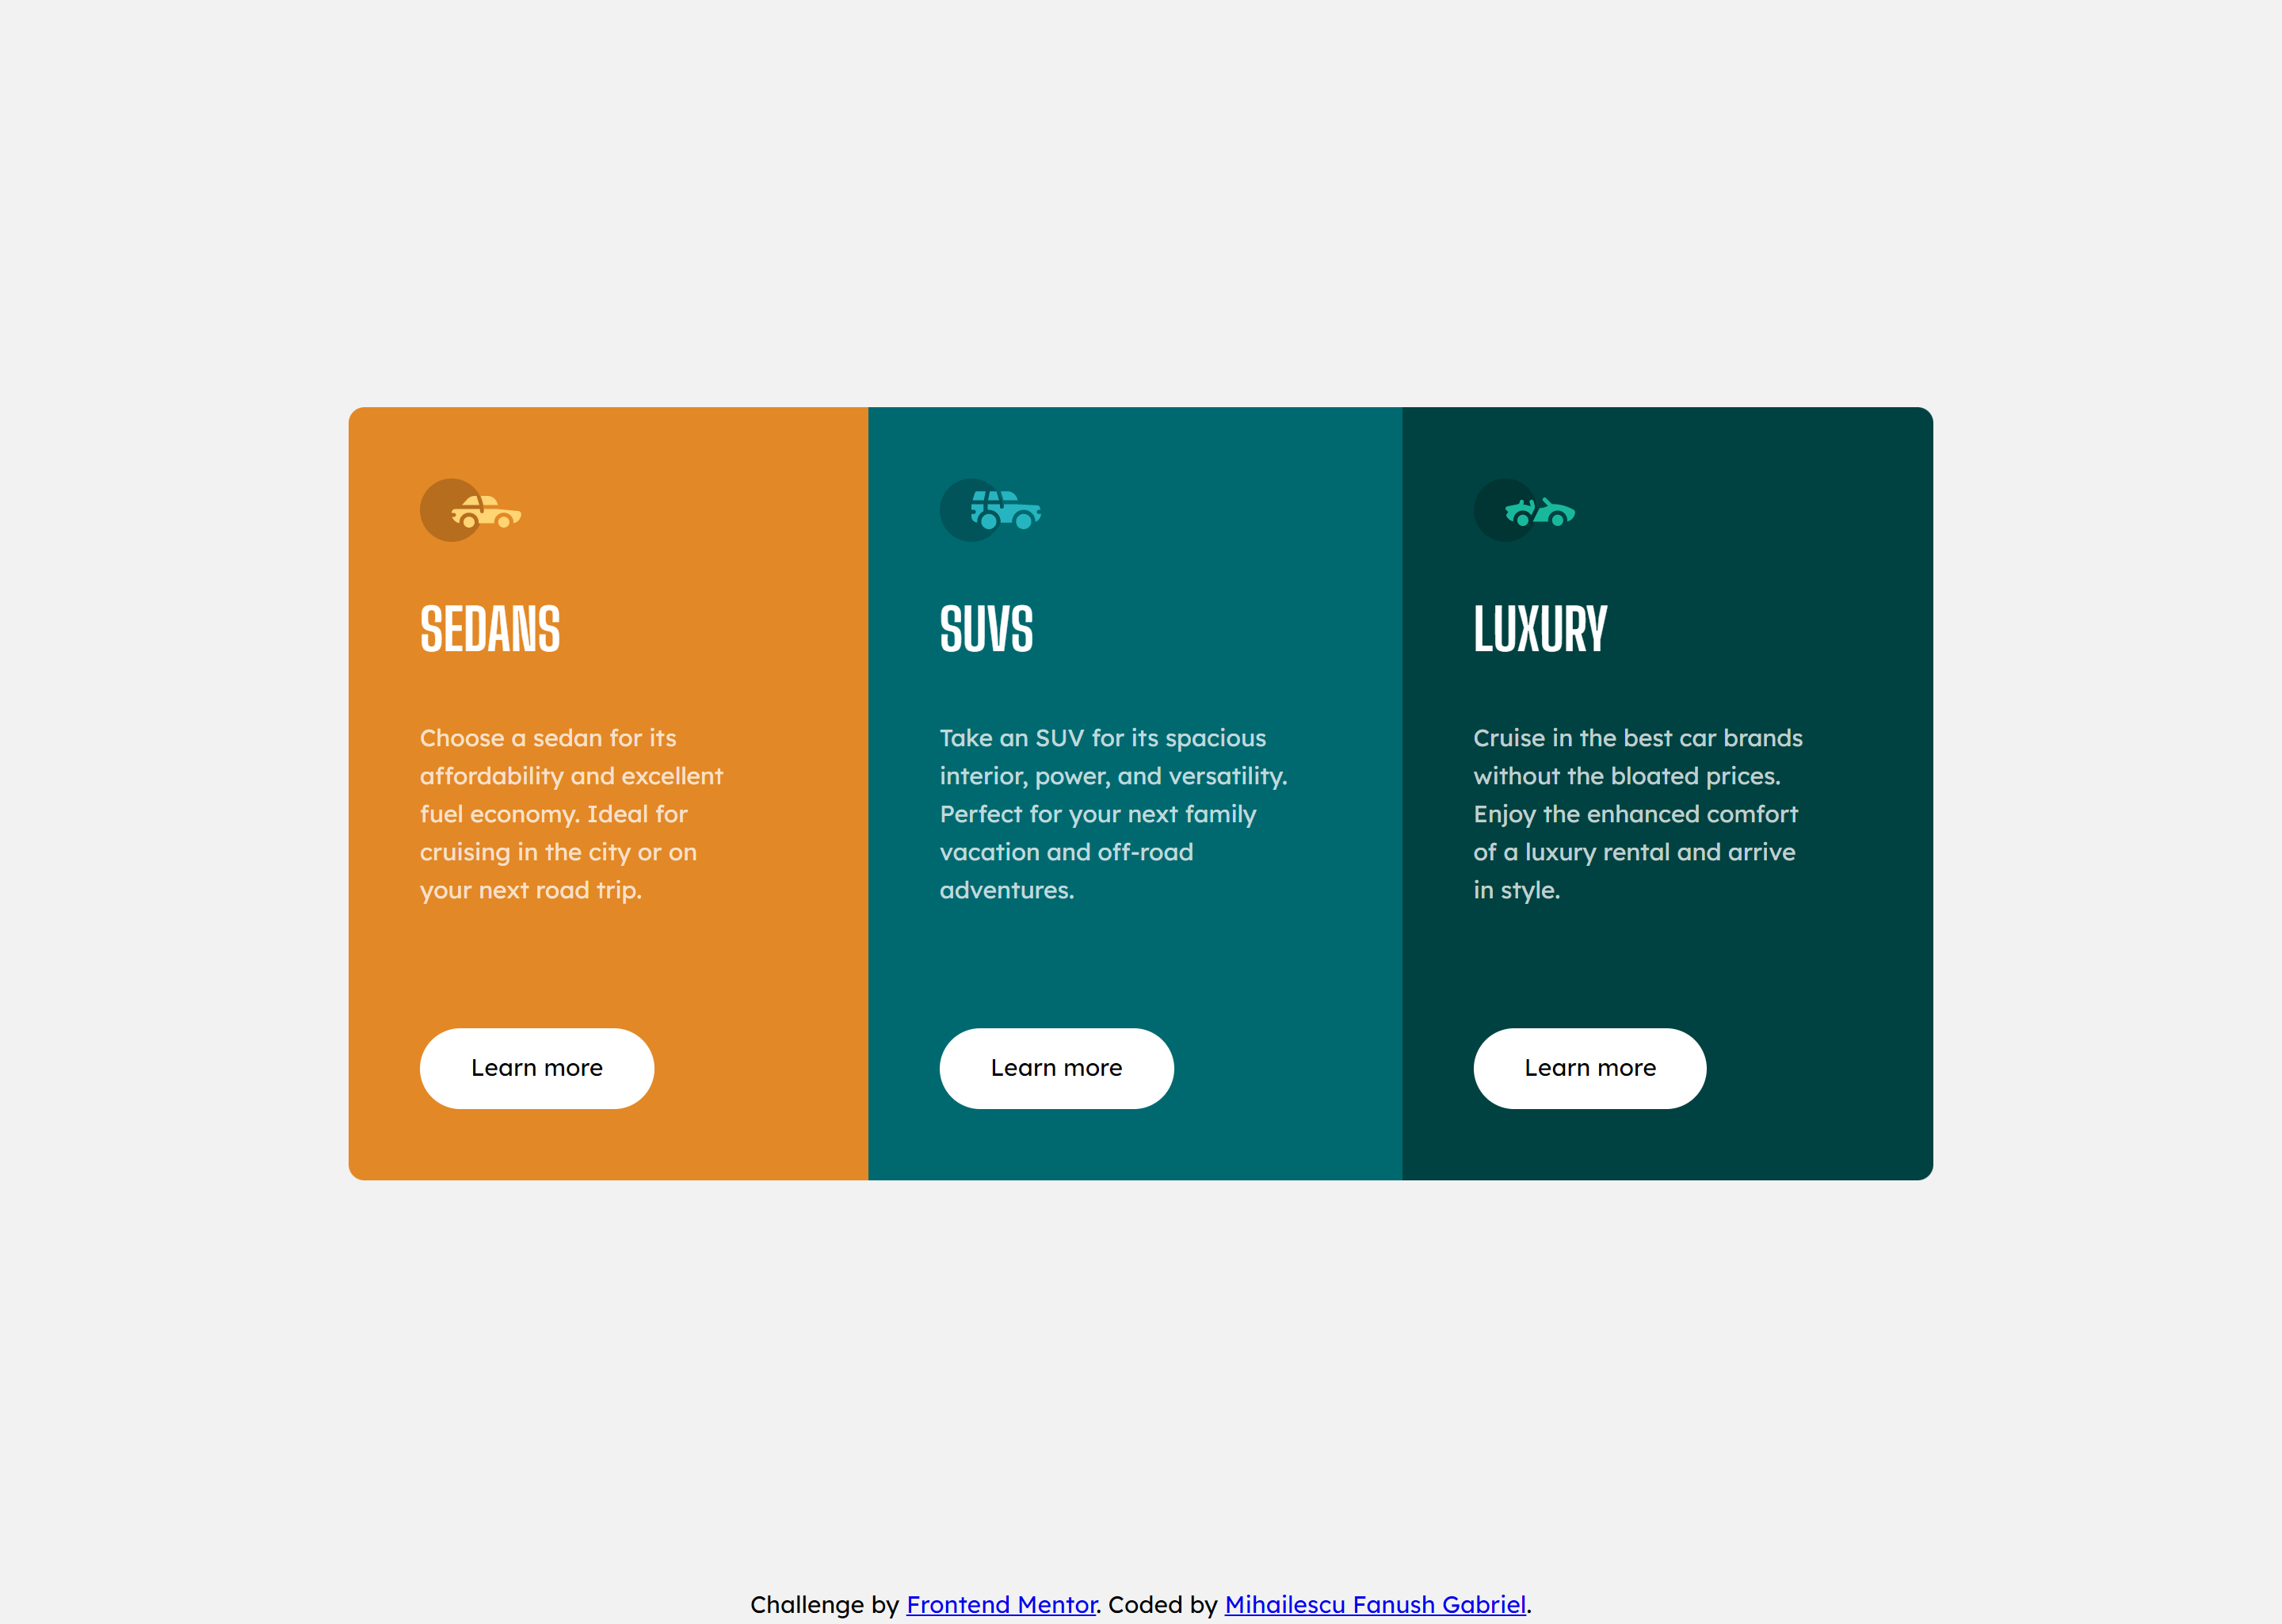 SEDANS
Choose a sedan for its
affordability and excellent
fuel economy. Ideal for
cruising in the city or on
your next road trip.
Learn more
SUVS
Take an SUV for its spacious
interior, power, and versatility.
Perfect for your next family
vacation and off-road
adventures.
Learn more
LUXURY
Cruise in the best car brands
without the bloated prices.
Enjoy the enhanced comfort
of a luxury rental and arrive
in style.
Learn more
Challenge by Frontend Mentor. Coded by Mihailescu Fanush Gabriel.